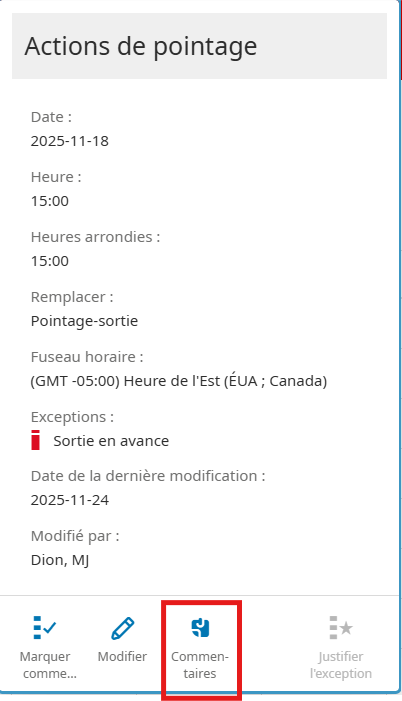 Actions de pointage
Date :
2025-11-18
Heure :
15:00
Heures arrondies :
15:00
Remplacer :
Pointage-sortie
Fuseau horaire :
(GMT -05:00) Heure de l'Est (ÉUA ; Canada)
Exceptions :
Sortie en avance
Date de la dernière modification :
2025-11-24
Modifié par :
Dion, MJ
Marquer
comme...
Modifier
Commen-
taires
Justifier
l'exception